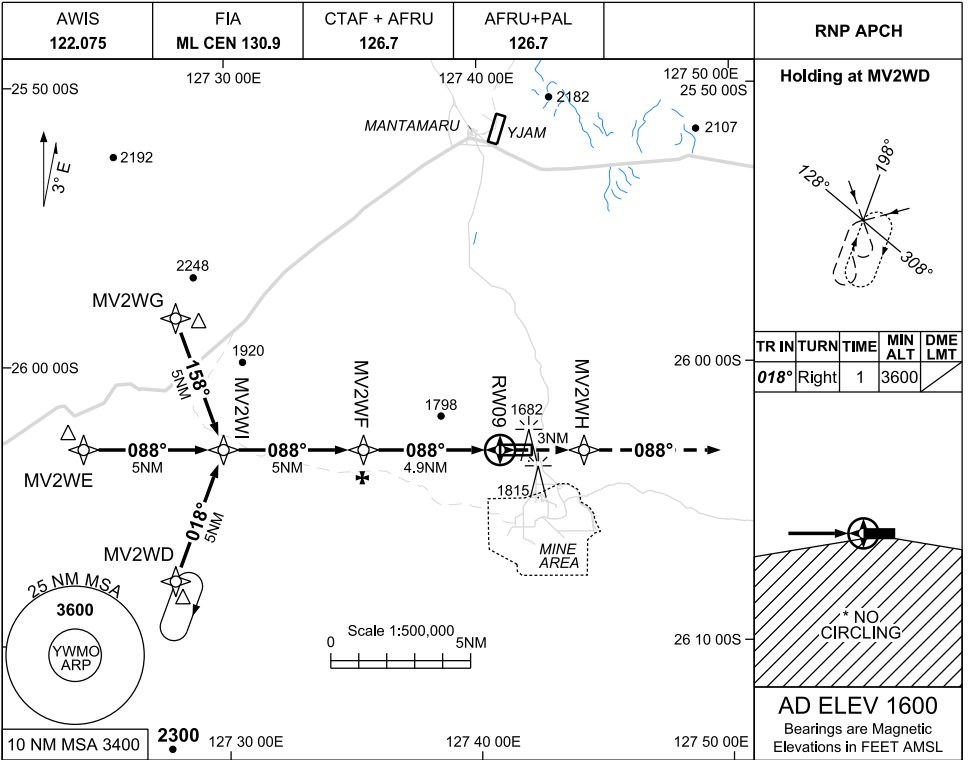 AWIS
122.075
FIA
ML CEN 130.9
CTAF + AFRU
126.7
AFRU+PAL
126.7
RNP APCH
25 50 00S
127 30 00E
127 40 00E
127 50 00E
25 50 00S
2182
MANTAMARU
YJAM
2107
2192
3° E
2248
MV2WG
1920
26 00 00S
26 00 00S
158°
5NM
MV2WI
MV2WF
RW09
MV2WH
1798
1682
3NM
088°
5NM
088°
5NM
088°
4.9NM
088°
MV2WE
1815
018°
5NM
MINE
AREA
MV2WD
25 NM MSA
3600
YWMO
ARP
Scale 1:500,000
0
5NM
26 10 00S
10 NM MSA 3400
2300
127 30 00E
127 40 00E
127 50 00E
Holding at MV2WD
128°
198°
308°
TR IN TURN TIME MIN ALT DME LMT
018° Right 1 3600
* NO
CIRCLING
AD ELEV 1600
Bearings are Magnetic
Elevations in FEET AMSL